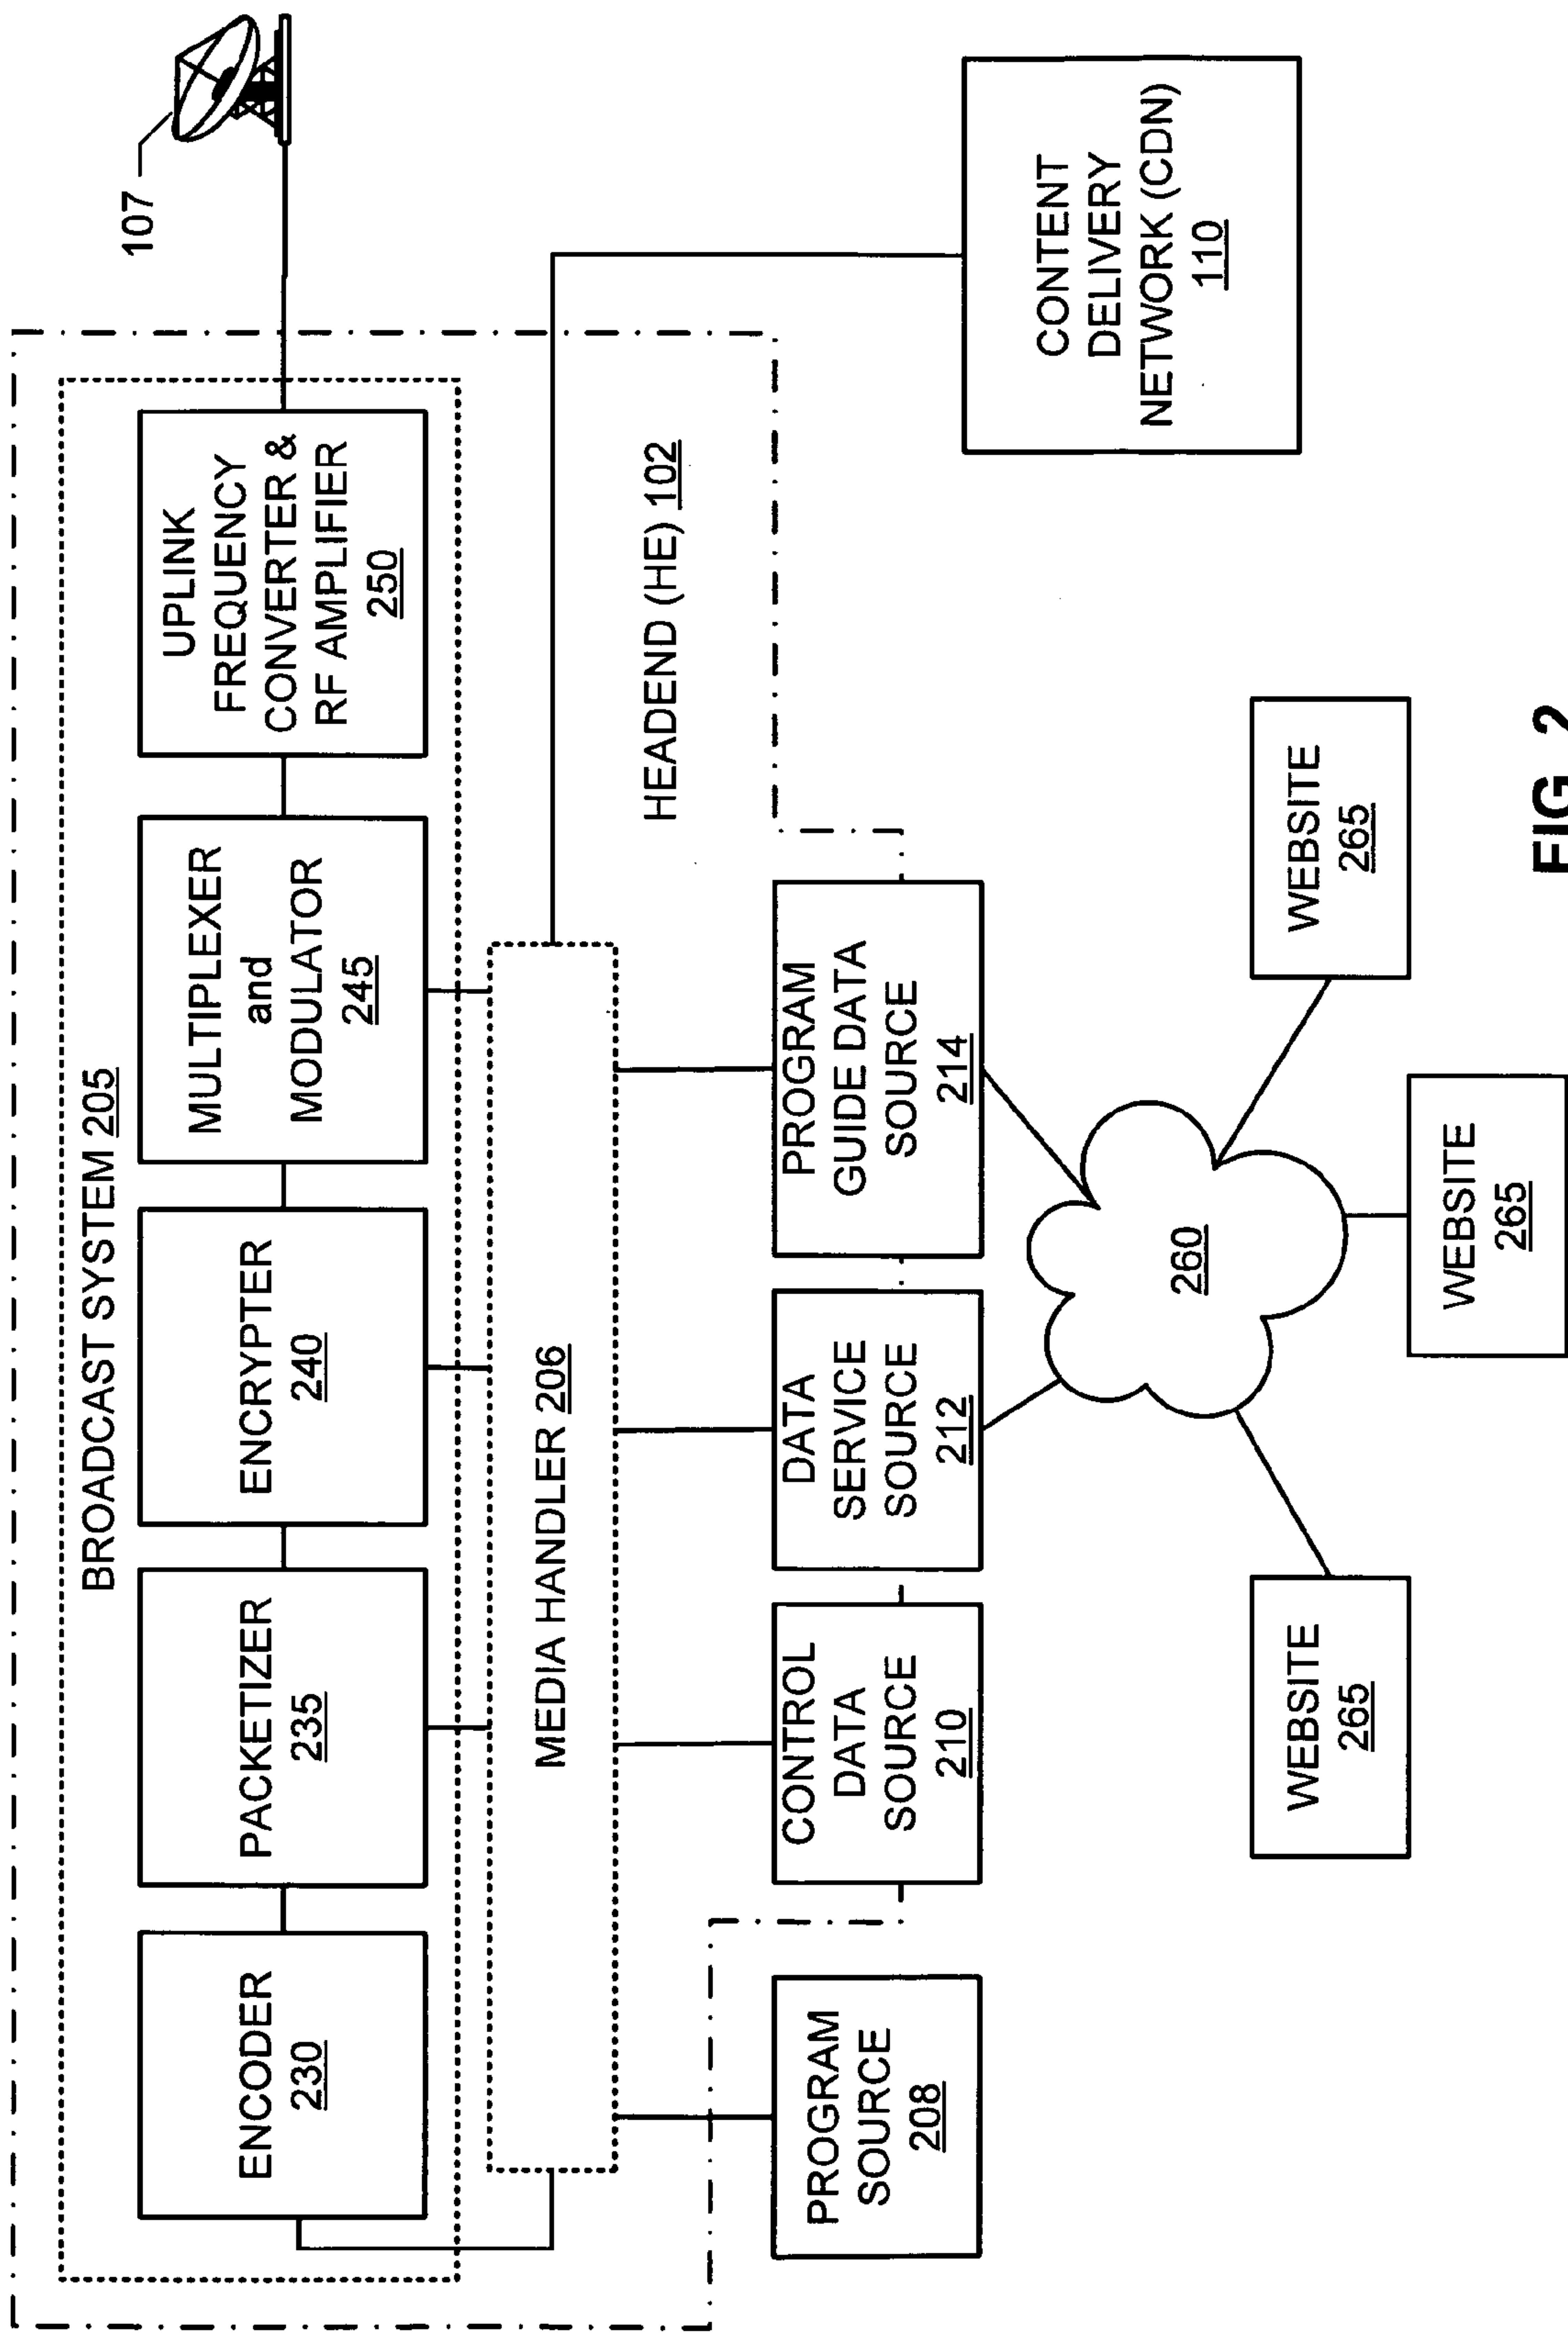 107
BROADCAST SYSTEM 205
ENCODER
230
PACKETIZER
235
ENCRYPTER
240
MULTIPLEXER
and
MODULATOR
245
UPLINK
FREQUENCY
CONVERTER &
RF AMPLIFIER
250
MEDIA HANDLER 206
HEADEND (HE) 102
PROGRAM
SOURCE
208
CONTROL
DATA
SOURCE
210
DATA
SERVICE
SOURCE
212
PROGRAM
GUIDE DATA
SOURCE
214
CONTENT
DELIVERY
NETWORK (CDN)
110
260
WEBSITE
265
WEBSITE
265
WEBSITE
265
FIG. 2